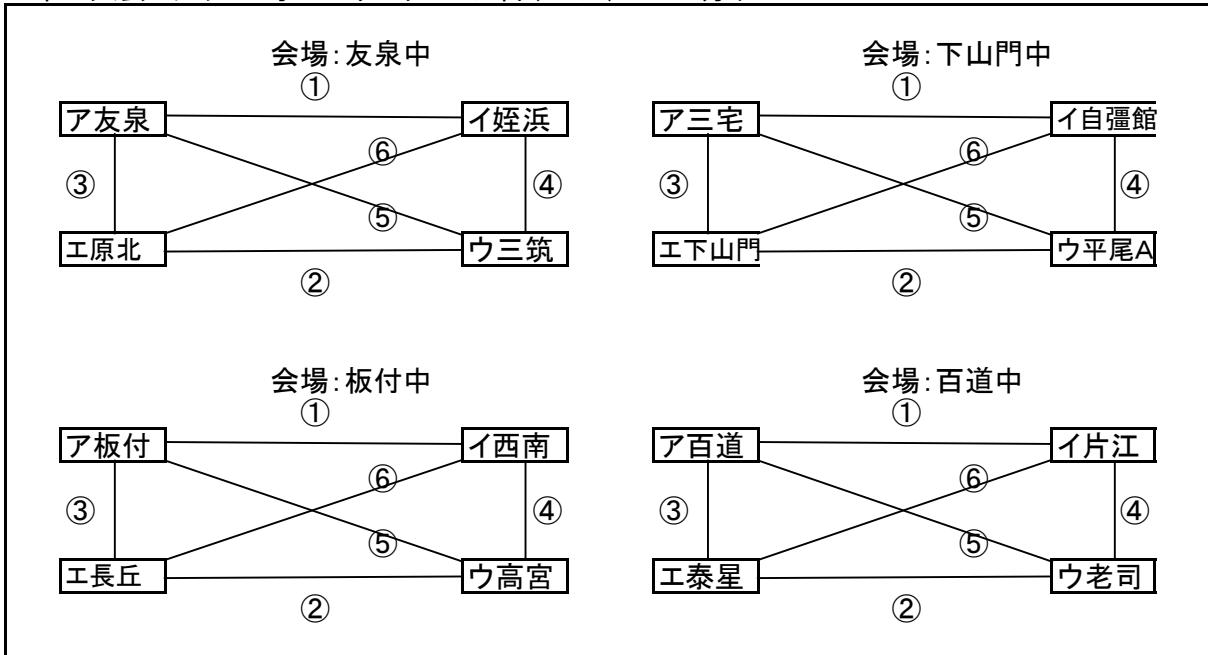 会場:友泉中 会場:下山門中
① ①
ア友泉 イ姪浜 ア三宅 イ自彊館
⑥ ⑥
③ ④ ③ ④
⑤ ⑤
エ原北 ウ三筑 エ下山門 ウ平尾A
② ②
会場:板付中 会場:百道中
① ①
ア板付 イ西南 ア百道 イ片江
⑥ ⑥
③ ④ ③ ④
⑤ ⑤
エ長丘 ウ高宮 エ泰星 ウ老司
② ②